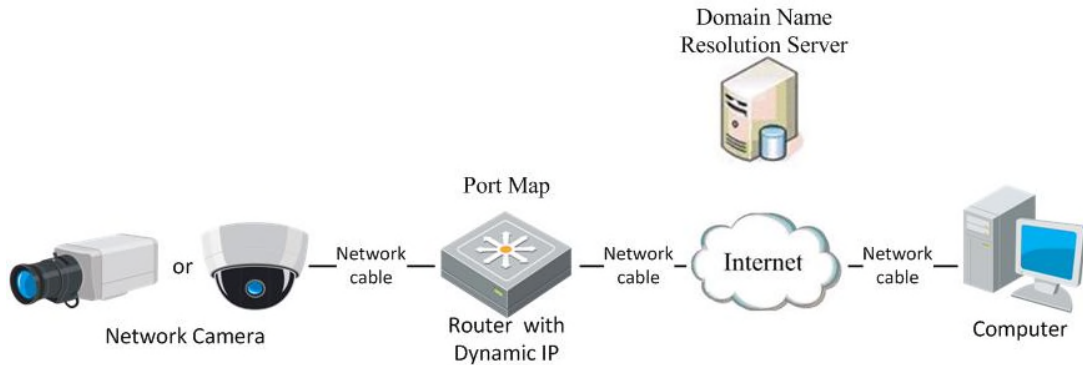 Domain Name
Resolution Server
Port Map
or
Network
cable
Network
cable
Internet
Network
cable
Network Camera
Router with
Dynamic IP
Computer